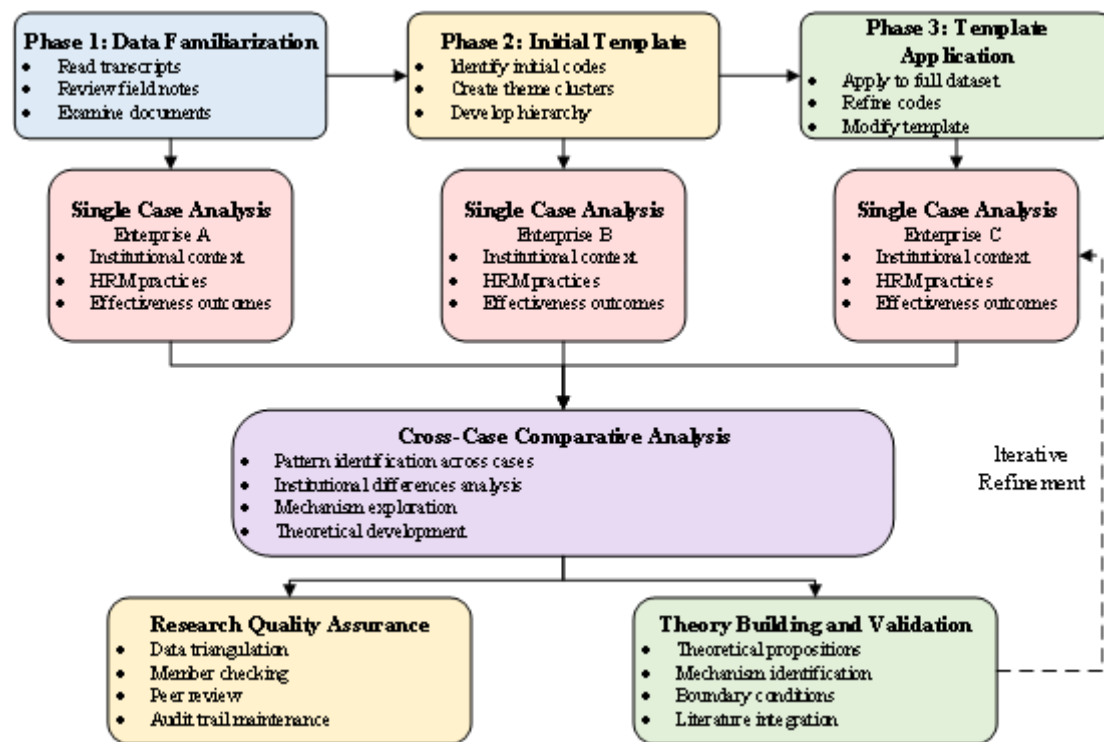 Phase 1: Data Familiarization
• Read transcripts
• Review field notes
• Examine documents
Phase 2: Initial Template
• Identify initial codes
• Create theme clusters
• Develop hierarchy
Phase 3: Template
Application
• Apply to full dataset
• Refine codes
• Modify template
Single Case Analysis
Enterprise A
• Institutional context
• HRM practices
• Effectiveness outcomes
Single Case Analysis
Enterprise B
• Institutional context
• HRM practices
• Effectiveness outcomes
Single Case Analysis
Enterprise C
• Institutional context
• HRM practices
• Effectiveness outcomes
Cross-Case Comparative Analysis
• Pattern identification across cases
• Institutional differences analysis
• Mechanism exploration
• Theoretical development
Iterative
Refinement
Research Quality Assurance
• Data triangulation
• Member checking
• Peer review
• Audit trail maintenance
Theory Building and Validation
• Theoretical propositions
• Mechanism identification
• Boundary conditions
• Literature integration